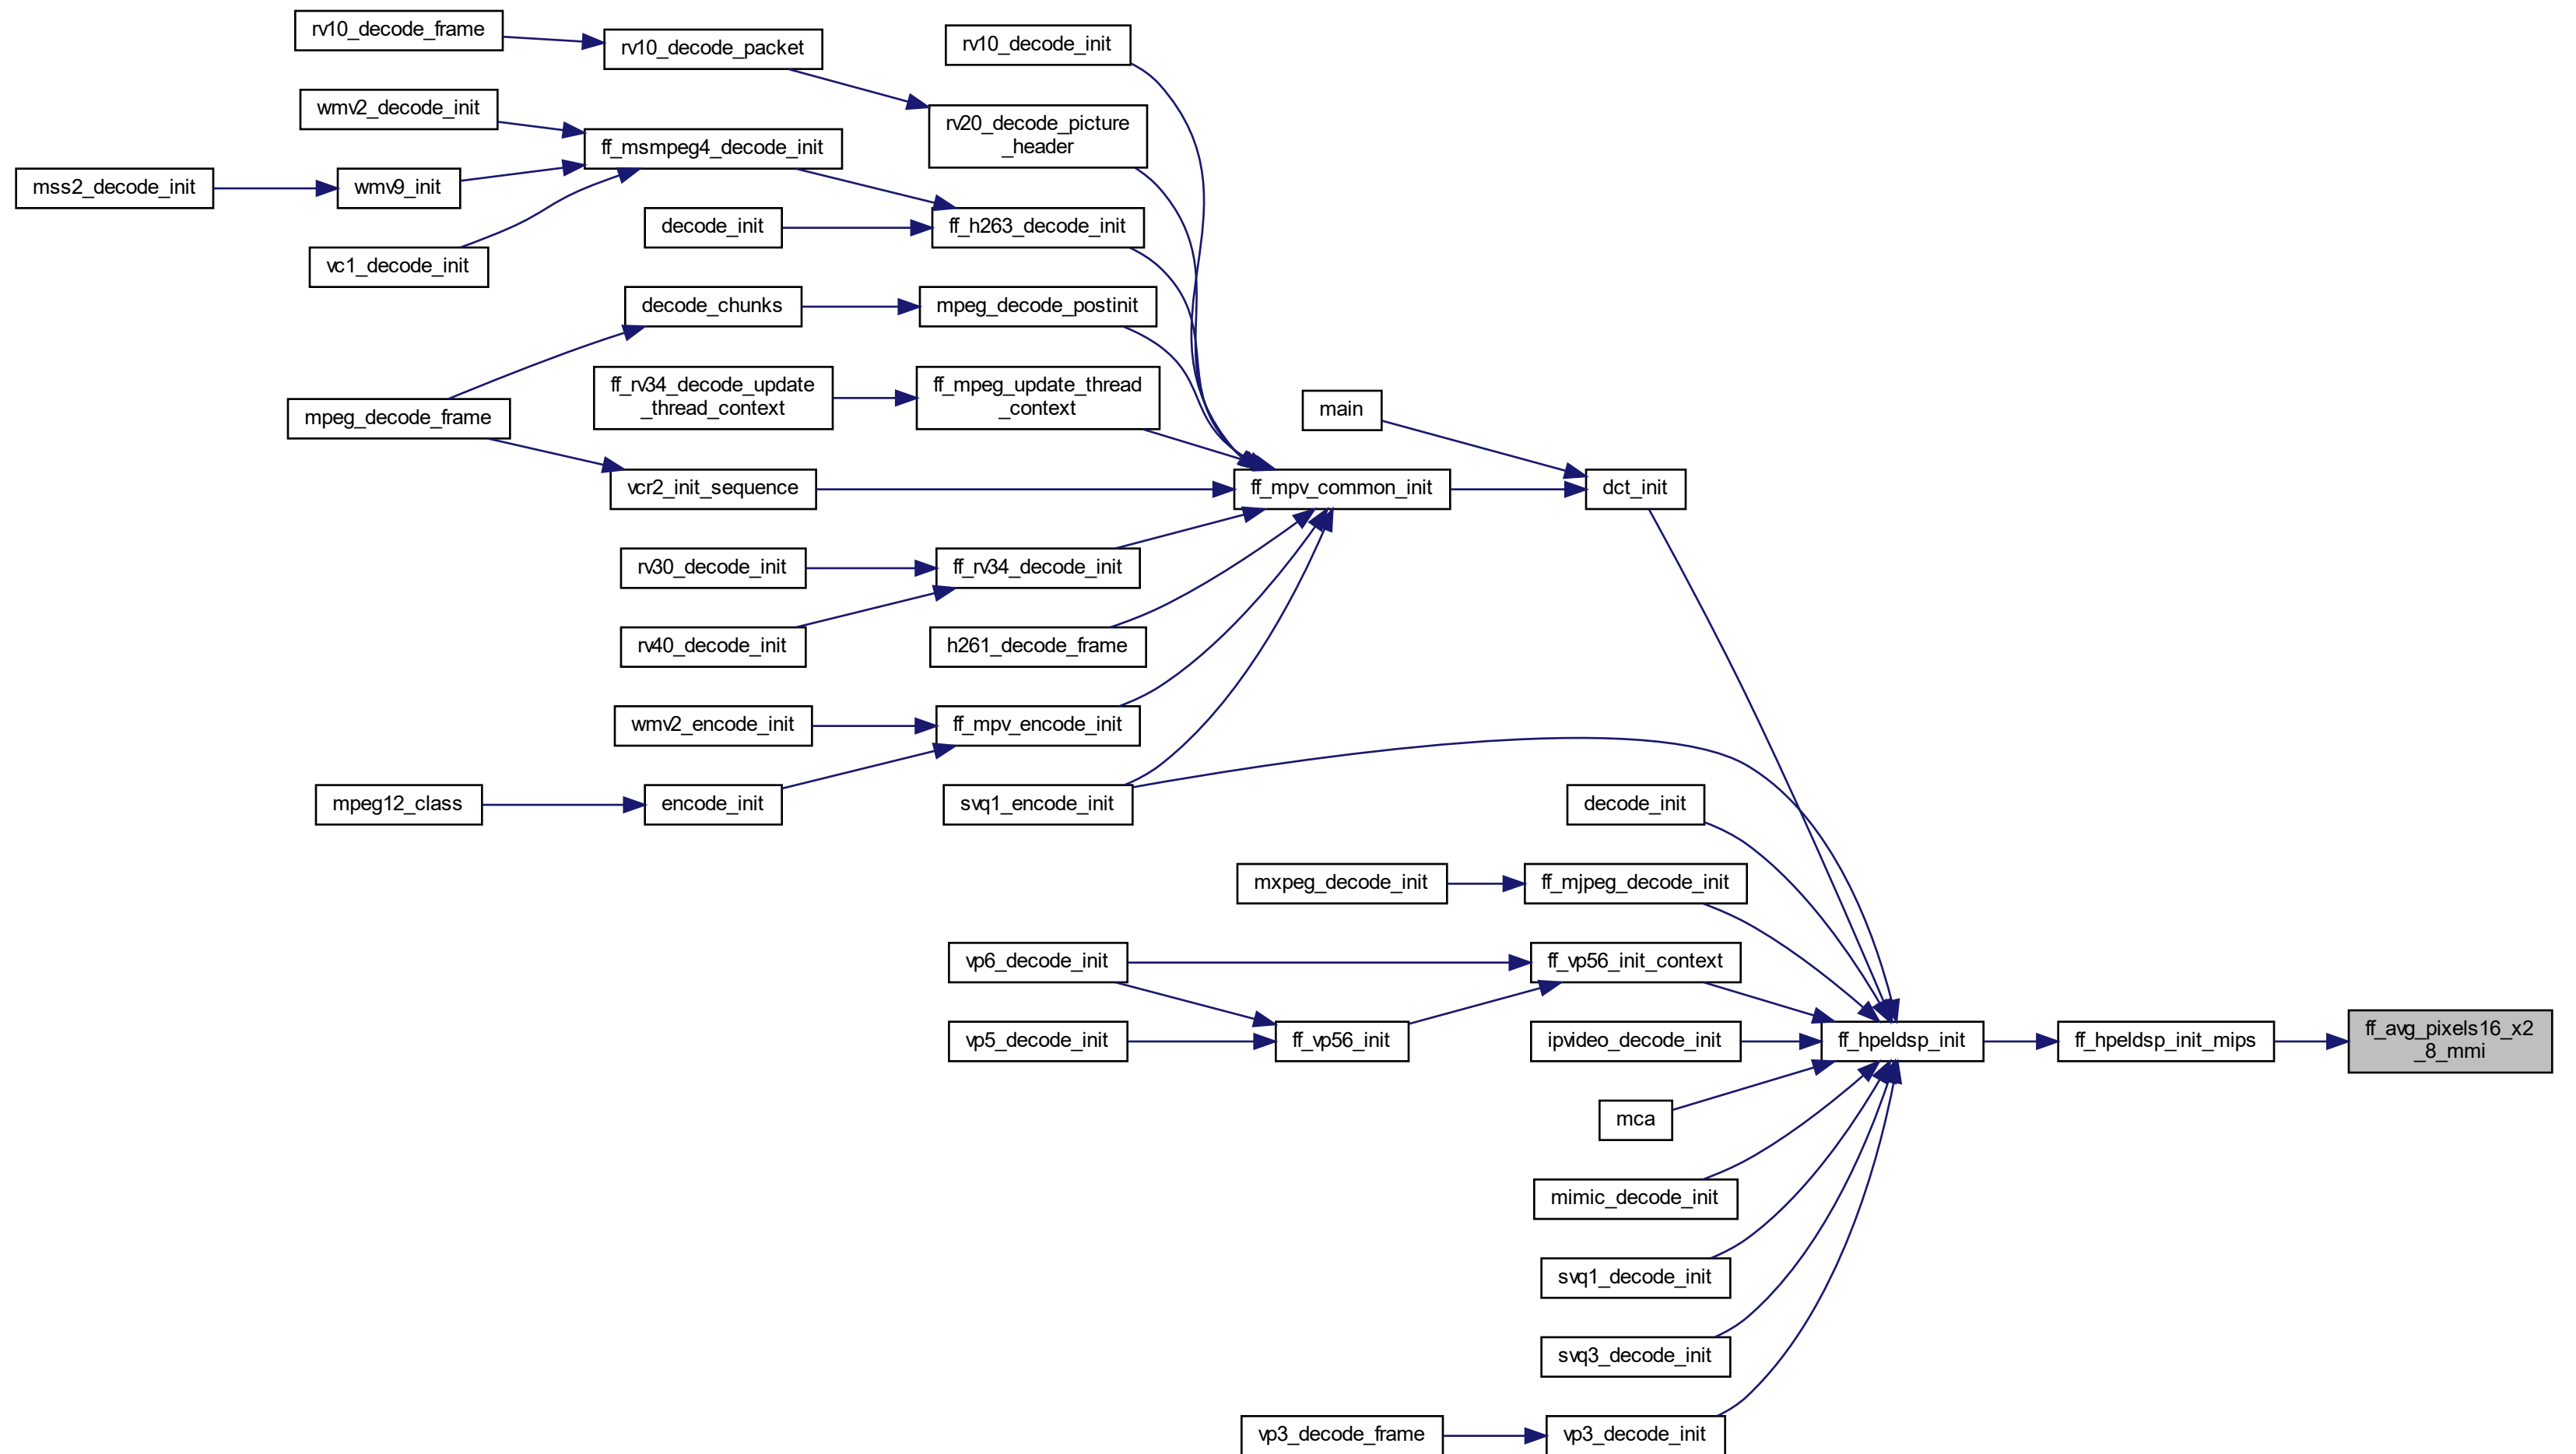 rv10_decode_frame
rv10_decode_packet
rv10_decode_init
wmv2_decode_init
rv20_decode_picture
_header
ff_msmpeg4_decode_init
mss2_decode_init
wmv9_init
decode_init
ff_h263_decode_init
vc1_decode_init
decode_chunks
mpeg_decode_postinit
ff_rv34_decode_update
_thread_context
ff_mpeg_update_thread
_context
main
mpeg_decode_frame
vcr2_init_sequence
ff_mpv_common_init
dct_init
rv30_decode_init
ff_rv34_decode_init
rv40_decode_init
h261_decode_frame
wmv2_encode_init
ff_mpv_encode_init
mpeg12_class
encode_init
svq1_encode_init
decode_init
mxpeg_decode_init
ff_mjpeg_decode_init
vp6_decode_init
ff_vp56_init_context
vp5_decode_init
ff_vp56_init
ipvideo_decode_init
ff_hpeldsp_init
ff_hpeldsp_init_mips
ff_avg_pixels16_x2
_8_mmi
mca
mimic_decode_init
svq1_decode_init
svq3_decode_init
vp3_decode_frame
vp3_decode_init